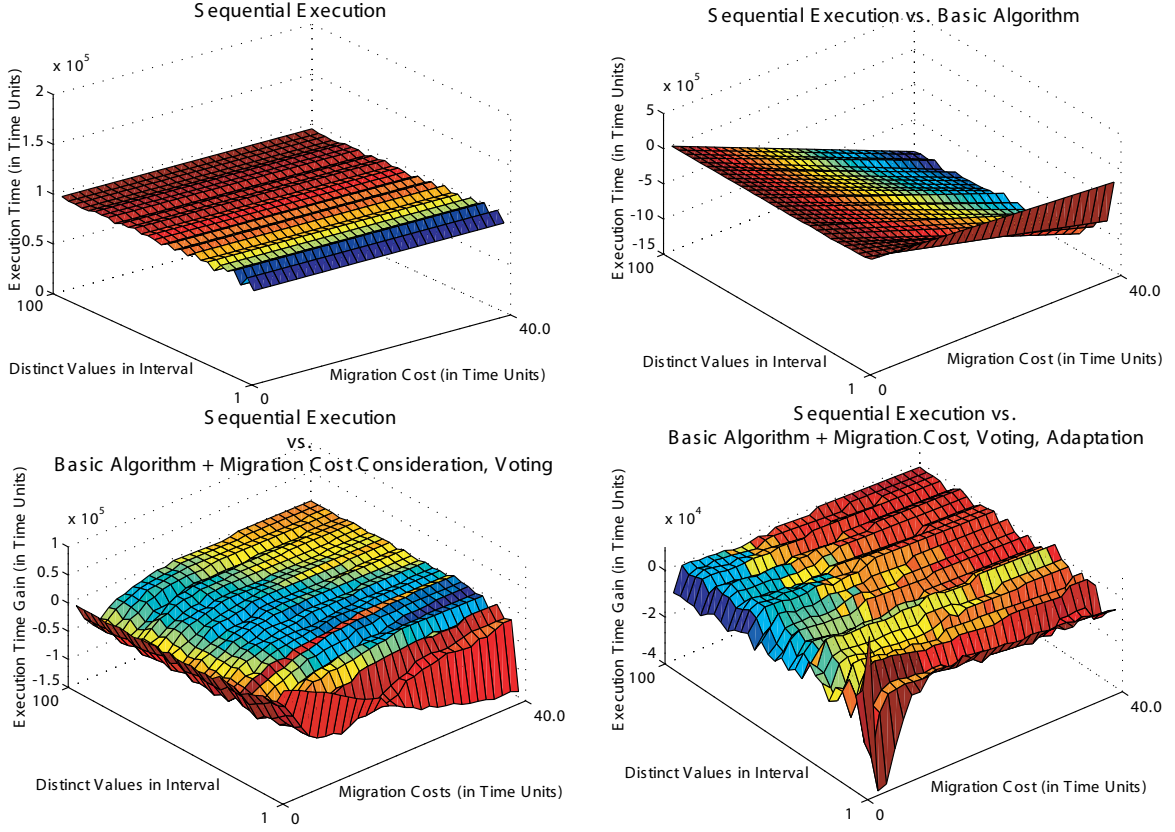 Sequential Execution
x 10^5
Execution Time (in Time Units)
2
1.5
1
0.5
0
100
Distinct Values in Interval
1
0
Migration Cost (in Time Units)
40.0
Sequential Execution vs. Basic Algorithm
x 10^5
Execution Time (in Time Units)
5
0
-5
-10
-15
100
Distinct Values in Interval
1
0
Migration Cost (in Time Units)
40.0
Sequential Execution
vs.
Basic Algorithm + Migration Cost Consideration, Voting
x 10^5
Execution Time Gain (in Time Units)
1
0.5
0
-0.5
-1
-1.5
100
Distinct Values in Interval
1
0
Migration Costs (in Time Units)
40.0
Sequential Execution vs.
Basic Algorithm + Migration Cost, Voting, Adaptation
x 10^4
Execution Time Gain (in Time Units)
0
-2
-4
100
Distinct Values in Interval
1
0
Migration Cost (in Time Units)
40.0